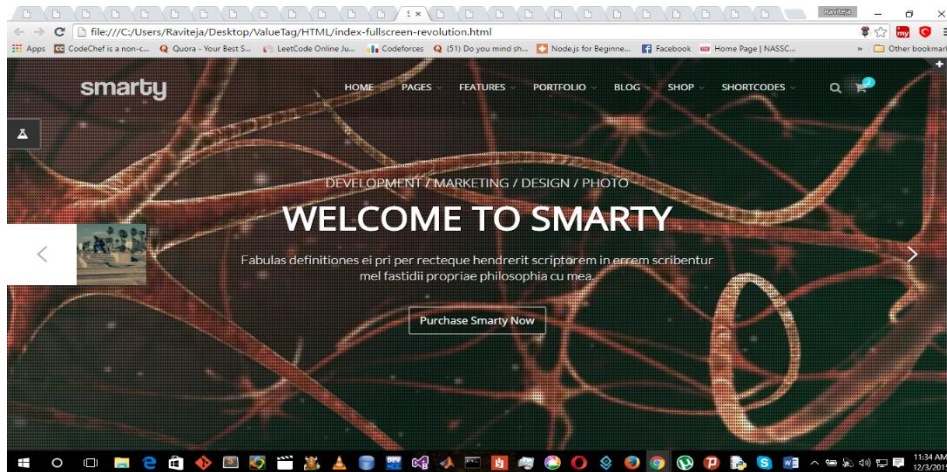 Raviteja
file:///C:/Users/Raviteja/Desktop/ValueTag/HTML/index-fullscreen-revolution.html
Apps CodeChef is a non-c... Quora - Your Best S... LeetCode Online Ju... Codeforces (51) Do you mind sh... Node.js for Beginne... Facebook Home Page | NASSC... » Other bookmar
smarty HOME PAGES FEATURES PORTFOLIO BLOG SHOP SHORTCODES
DEVELOPMENT / MARKETING / DESIGN / PHOTO
WELCOME TO SMARTY
Fabulas definitiones ei pri per recteque hendrerit scriptorem in errem scribentur
mel fastidii propriae philosophia cu mea.
Purchase Smarty Now
11:34 AM